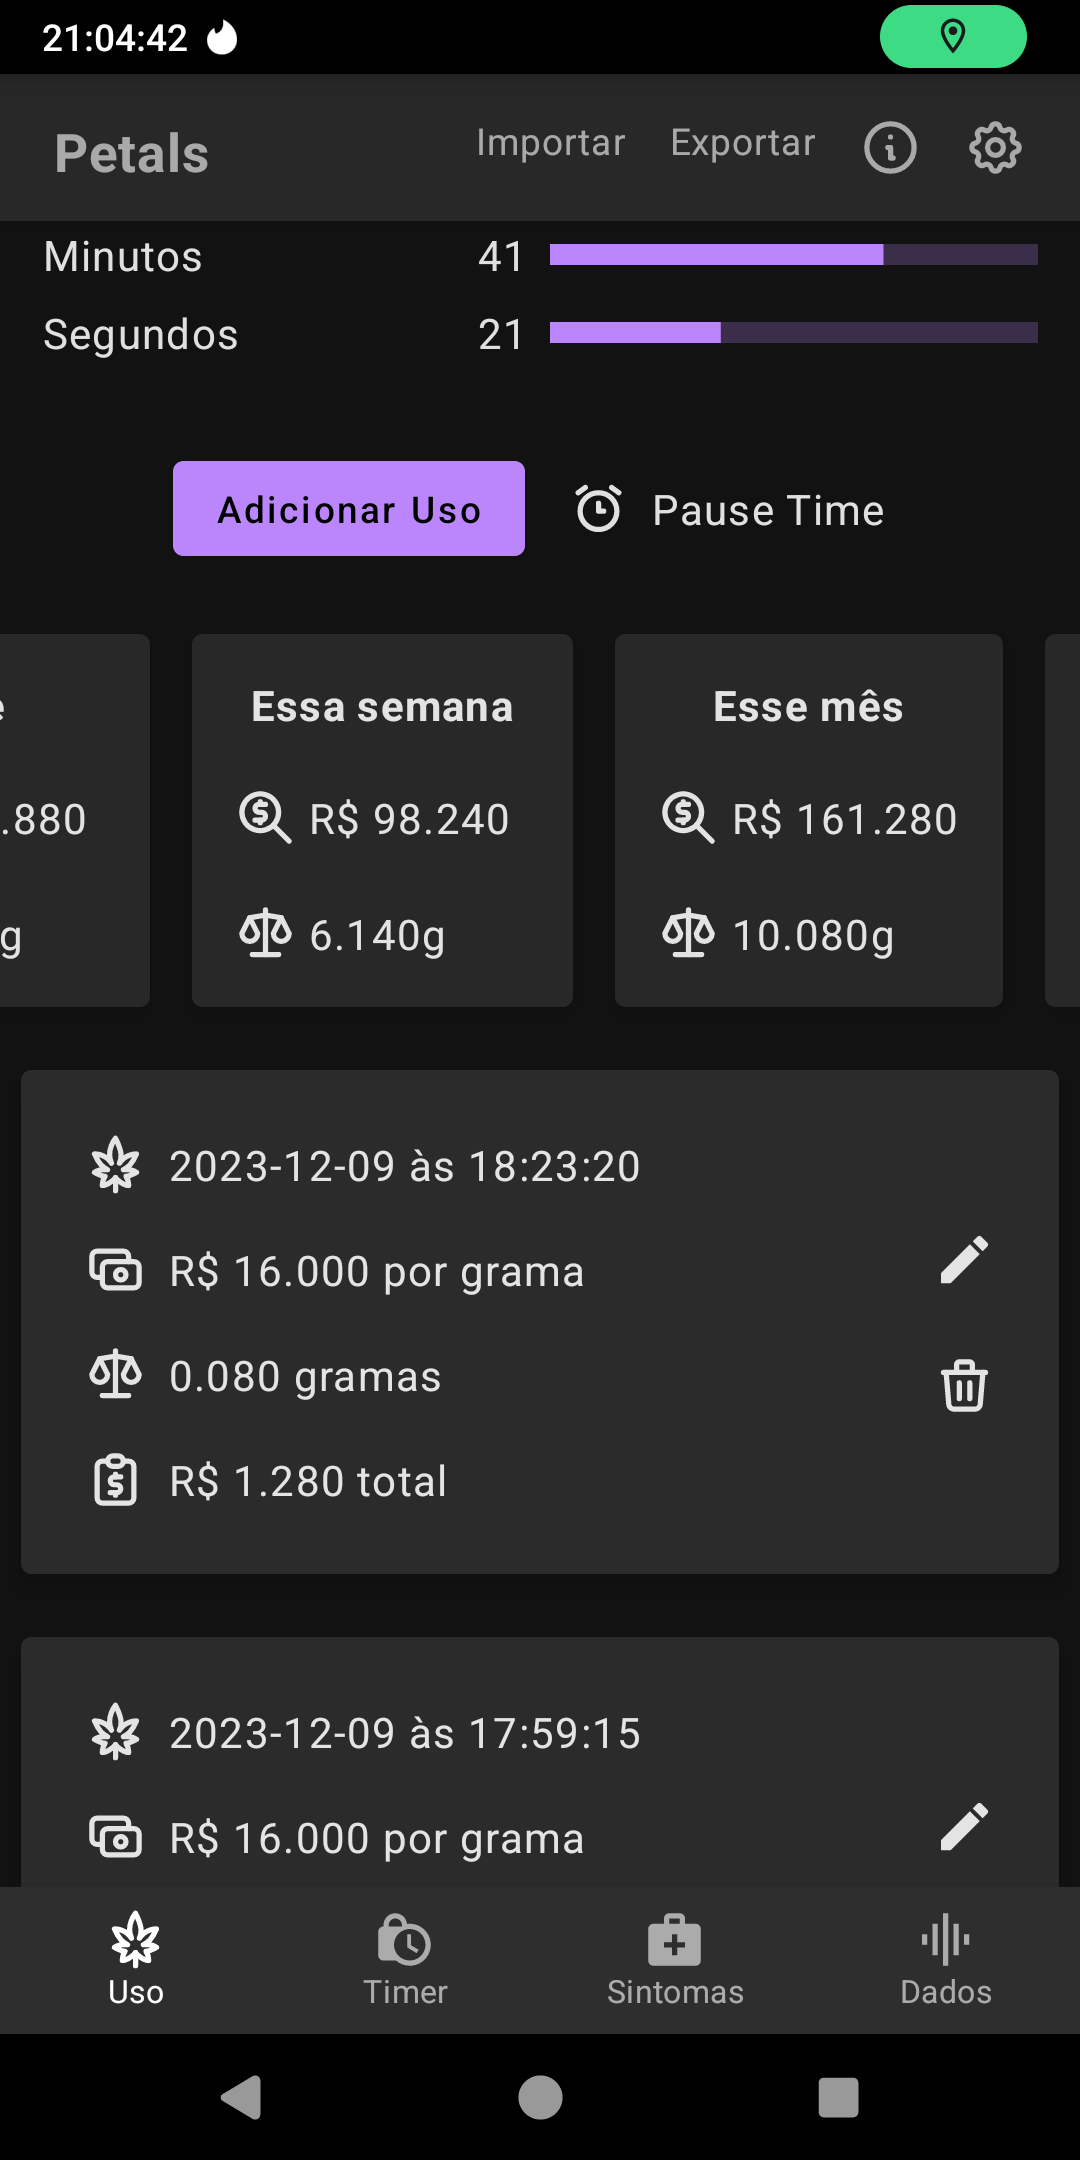 21:04:42
Petals Importar Exportar
Minutos 41
Segundos 21
Adicionar Uso Pause Time
Essa semana Esse mês
.880 R$ 98.240 R$ 161.280
g 6.140g 10.080g
2023-12-09 às 18:23:20
R$ 16.000 por grama
0.080 gramas
R$ 1.280 total
2023-12-09 às 17:59:15
R$ 16.000 por grama
Uso Timer Sintomas Dados